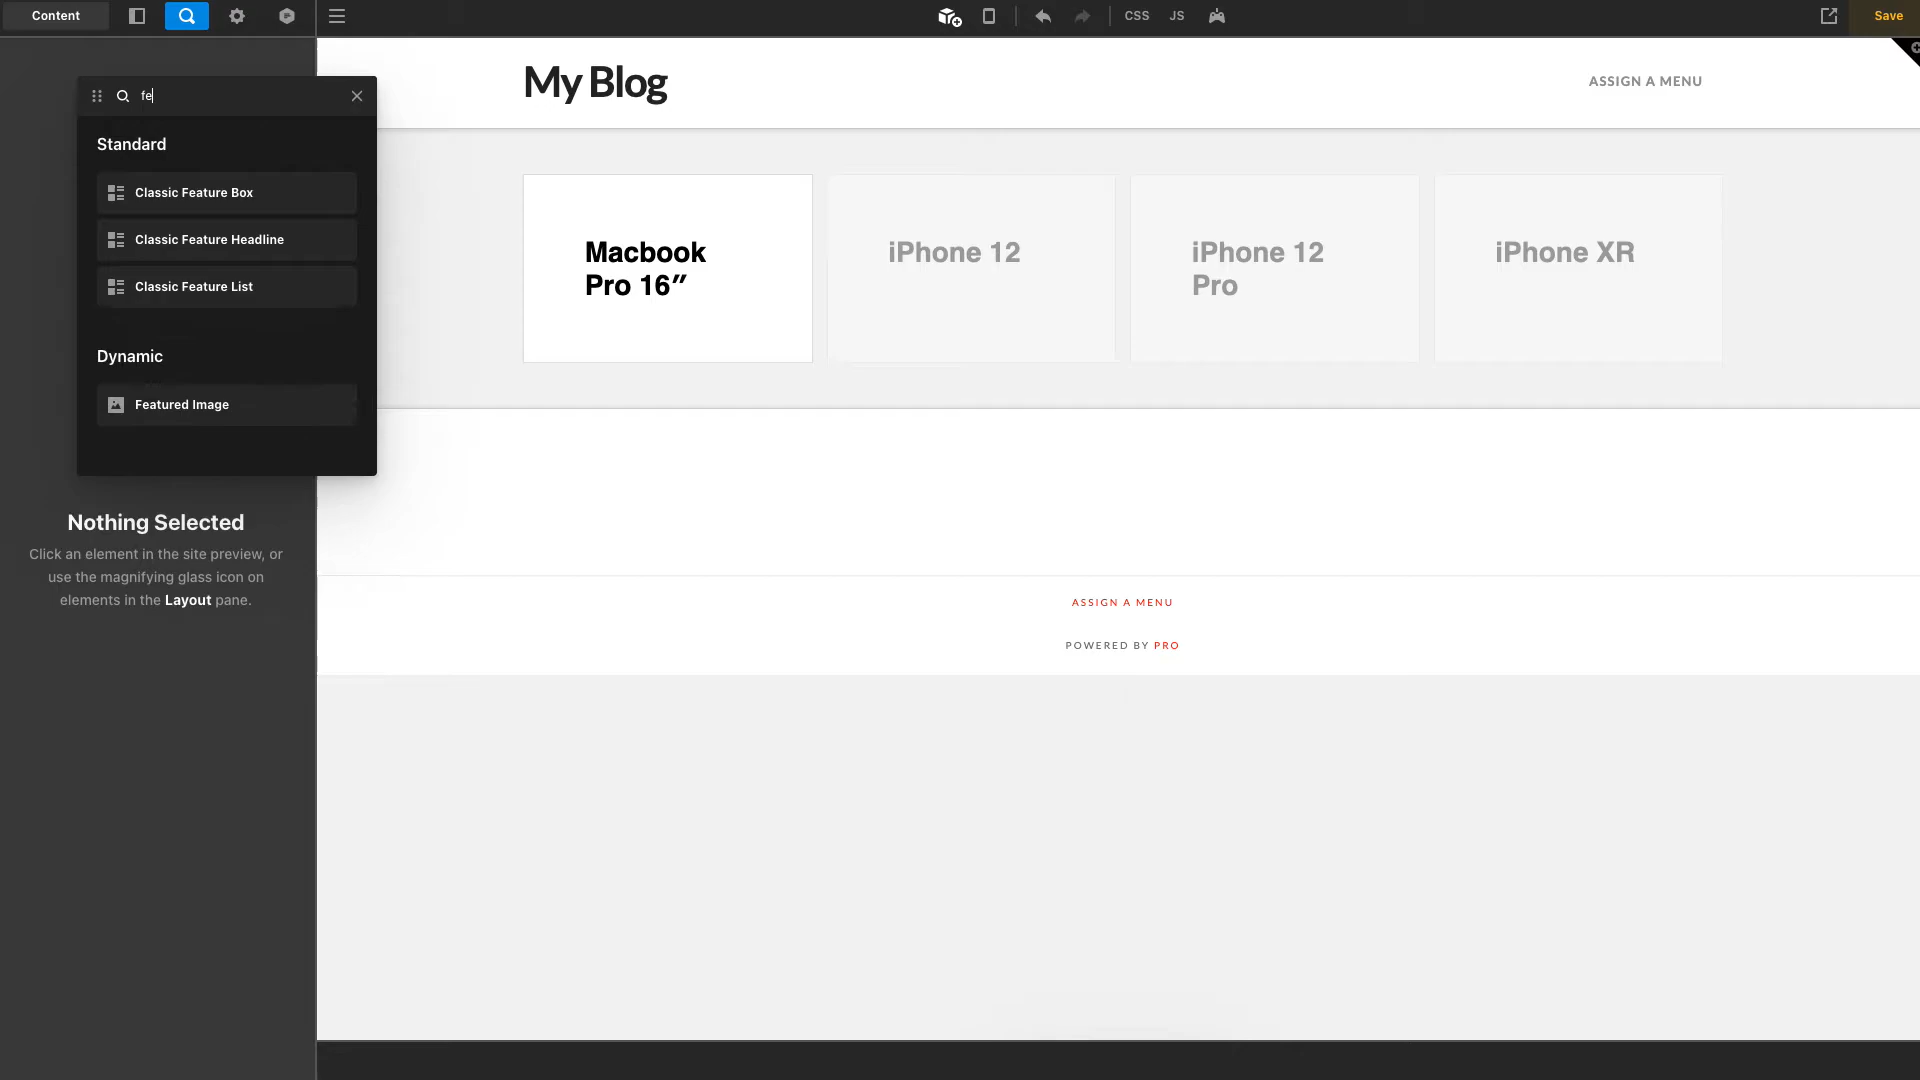 Content
CSS
JS
Save
fe
Standard
Classic Feature Box
Classic Feature Headline
Classic Feature List
Dynamic
Featured Image
Nothing Selected
Click an element in the site preview, or
use the magnifying glass icon on
elements in the Layout pane.
My Blog
ASSIGN A MENU
Macbook
Pro 16″
iPhone 12
iPhone 12
Pro
iPhone XR
ASSIGN A MENU
POWERED BY PRO